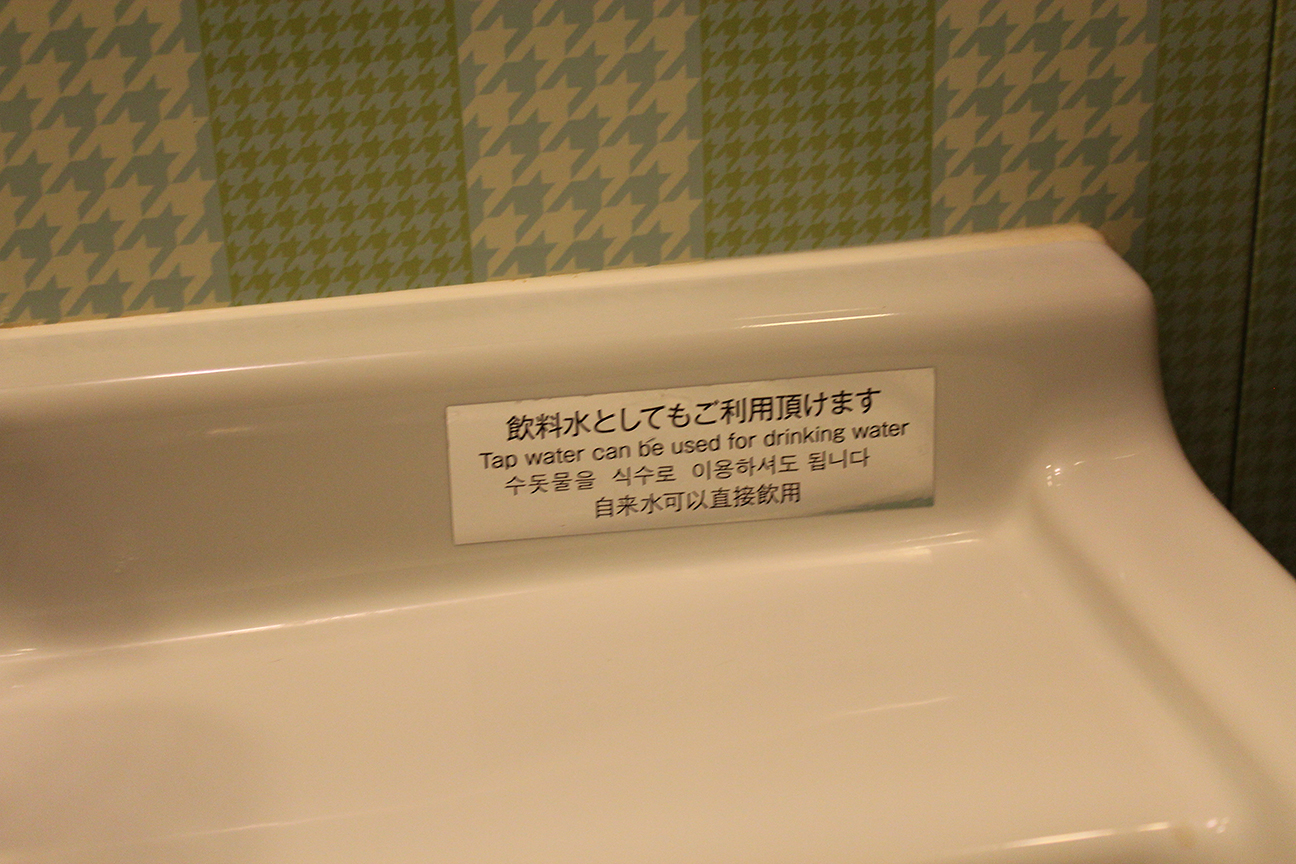 飲料水としてもご利用頂けます
Tap water can be used for drinking water
수돗물을 식수로 이용하셔도 됩니다
自来水可以直接飲用